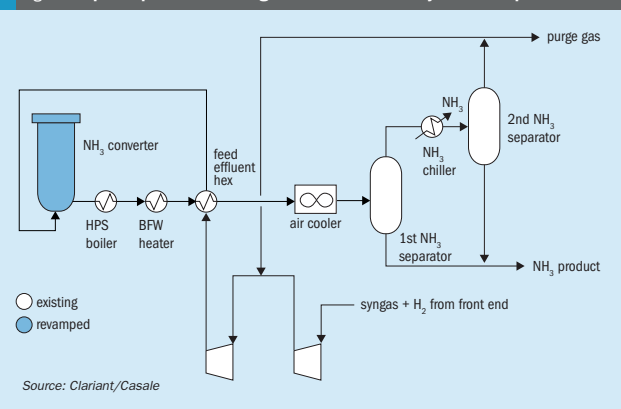 purge gas
NH3
2nd NH3
separator
NH3 converter
feed
effluent
hex
NH3
chiller
HPS
boiler
BFW
heater
air cooler
1st NH3
separator
NH3 product
existing
revamped
syngas + H2 from front end
Source: Clariant/Casale